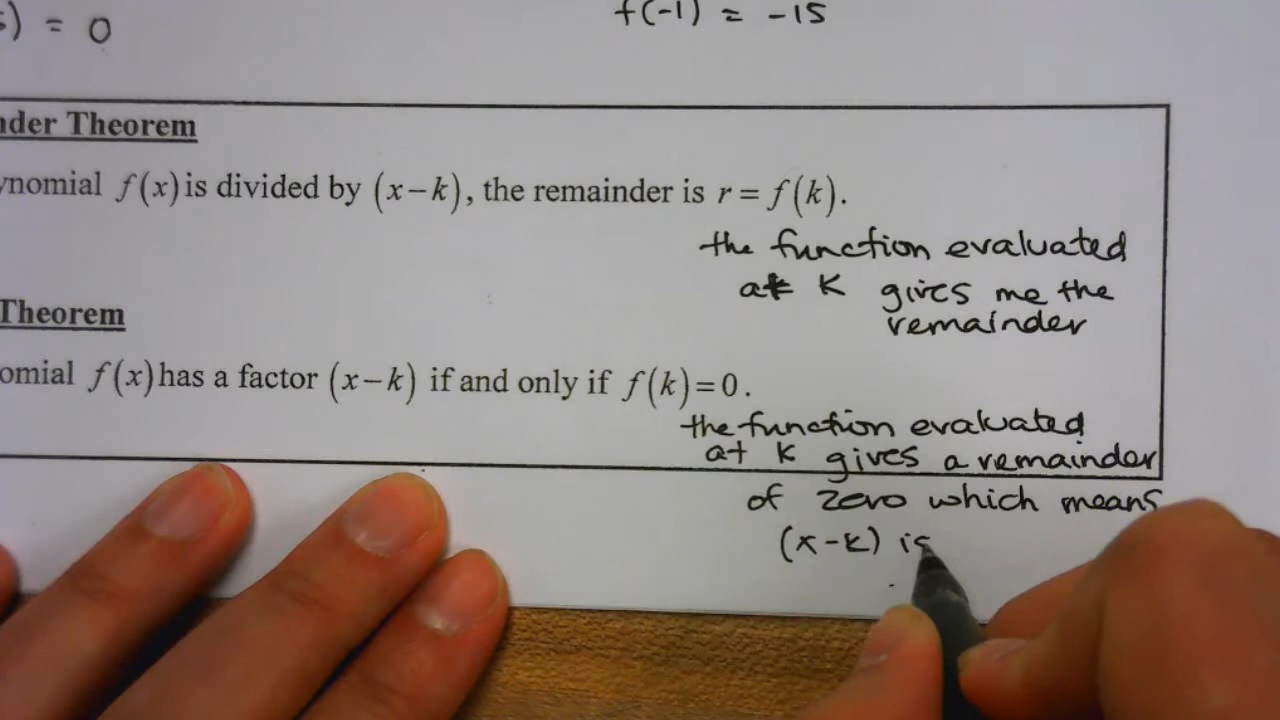 ) = 0
f(-1) = -15
nder Theorem
ynomial f(x) is divided by (x-k), the remainder is r = f(k).
the function evaluated
at K gives me the
remainder
Theorem
omial f(x) has a factor (x-k) if and only if f(k)=0.
the function evaluated
at K gives a remainder
of zero which means
(x-k) is